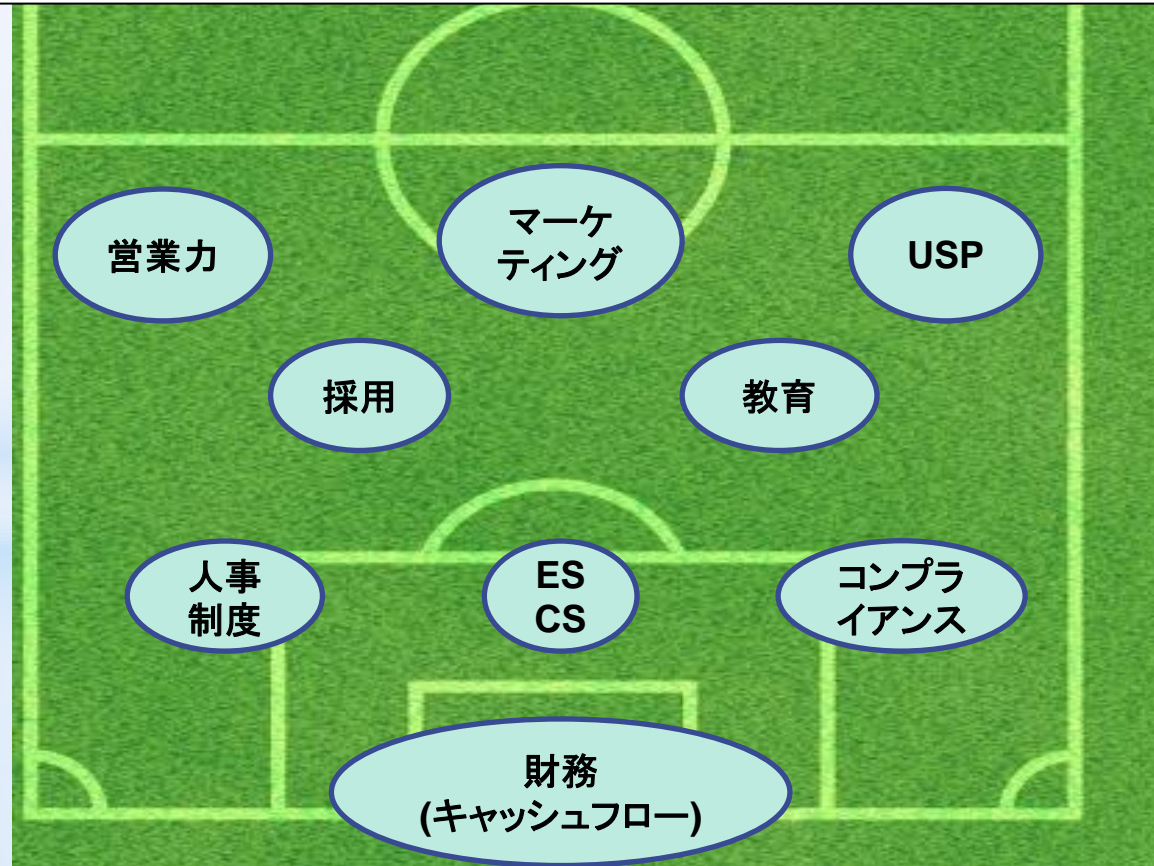 営業力
マーケ
ティング
USP
採用
教育
人事
制度
ES
CS
コンプラ
イアンス
財務
(キャッシュフロー)